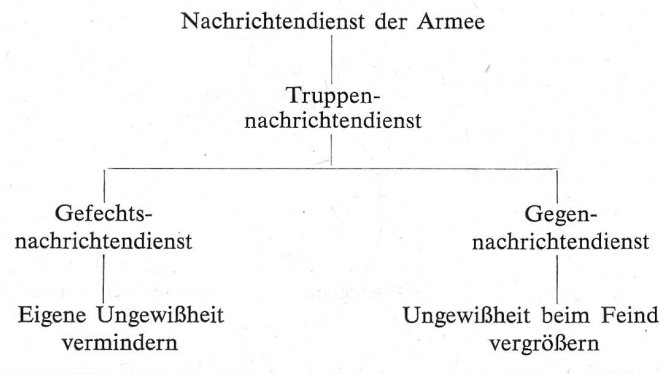 Nachrichtendienst der Armee
Truppen-
nachrichtendienst
Gefechts-
nachrichtendienst
Gegen-
nachrichtendienst
Eigene Ungewißheit
vermindern
Ungewißheit beim Feind
vergrößern